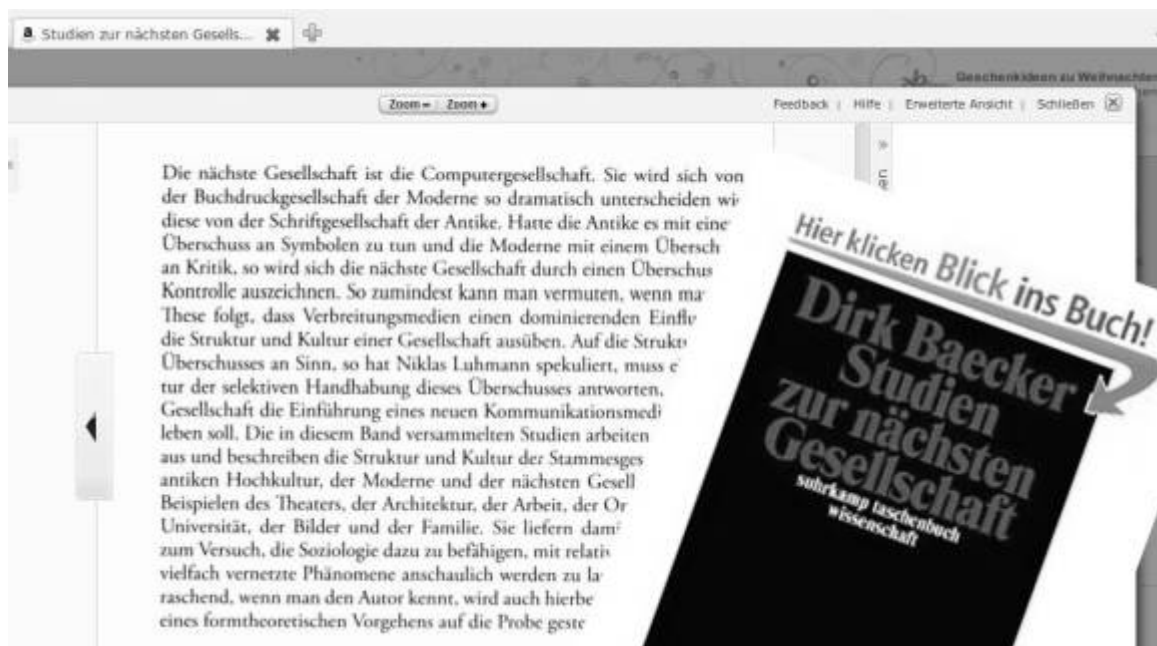 Studien zur nächsten Gesells...
Geschenkideen zu Weihnachten
Zoom - Zoom +
Feedback | Hilfe | Erweiterte Ansicht | Schließen
Die nächste Gesellschaft ist die Computergesellschaft. Sie wird sich von
der Buchdruckgesellschaft der Moderne so dramatisch unterscheiden wi
diese von der Schriftgesellschaft der Antike. Hatte die Antike es mit eine
Überschuss an Symbolen zu tun und die Moderne mit einem Übersch
an Kritik, so wird sich die nächste Gesellschaft durch einen Überschus
Kontrolle auszeichnen. So zumindest kann man vermuten, wenn ma
These folgt, dass Verbreitungsmedien einen dominierenden Einflu
die Struktur und Kultur einer Gesellschaft ausüben. Auf die Strukt
Überschusses an Sinn, so hat Niklas Luhmann spekuliert, muss e
tur der selektiven Handhabung dieses Überschusses antworten,
Gesellschaft die Einführung eines neuen Kommunikationsmedi
leben soll. Die in diesem Band versammelten Studien arbeiten
aus und beschreiben die Struktur und Kultur der Stammesges
antiken Hochkultur, der Moderne und der nächsten Gesell
Beispielen des Theaters, der Architektur, der Arbeit, der Or
Universität, der Bilder und der Familie. Sie liefern dami
zum Versuch, die Soziologie dazu zu befähigen, mit relativ
vielfach vernetzte Phänomene anschaulich werden zu la
raschend, wenn man den Autor kennt, wird auch hierbe
eines formtheoretischen Vorgehens auf die Probe geste
Hier klicken Blick ins Buch!
Dirk Baecker
Studien
zur nächsten
Gesellschaft
suhrkamp taschenbuch
wissenschaft